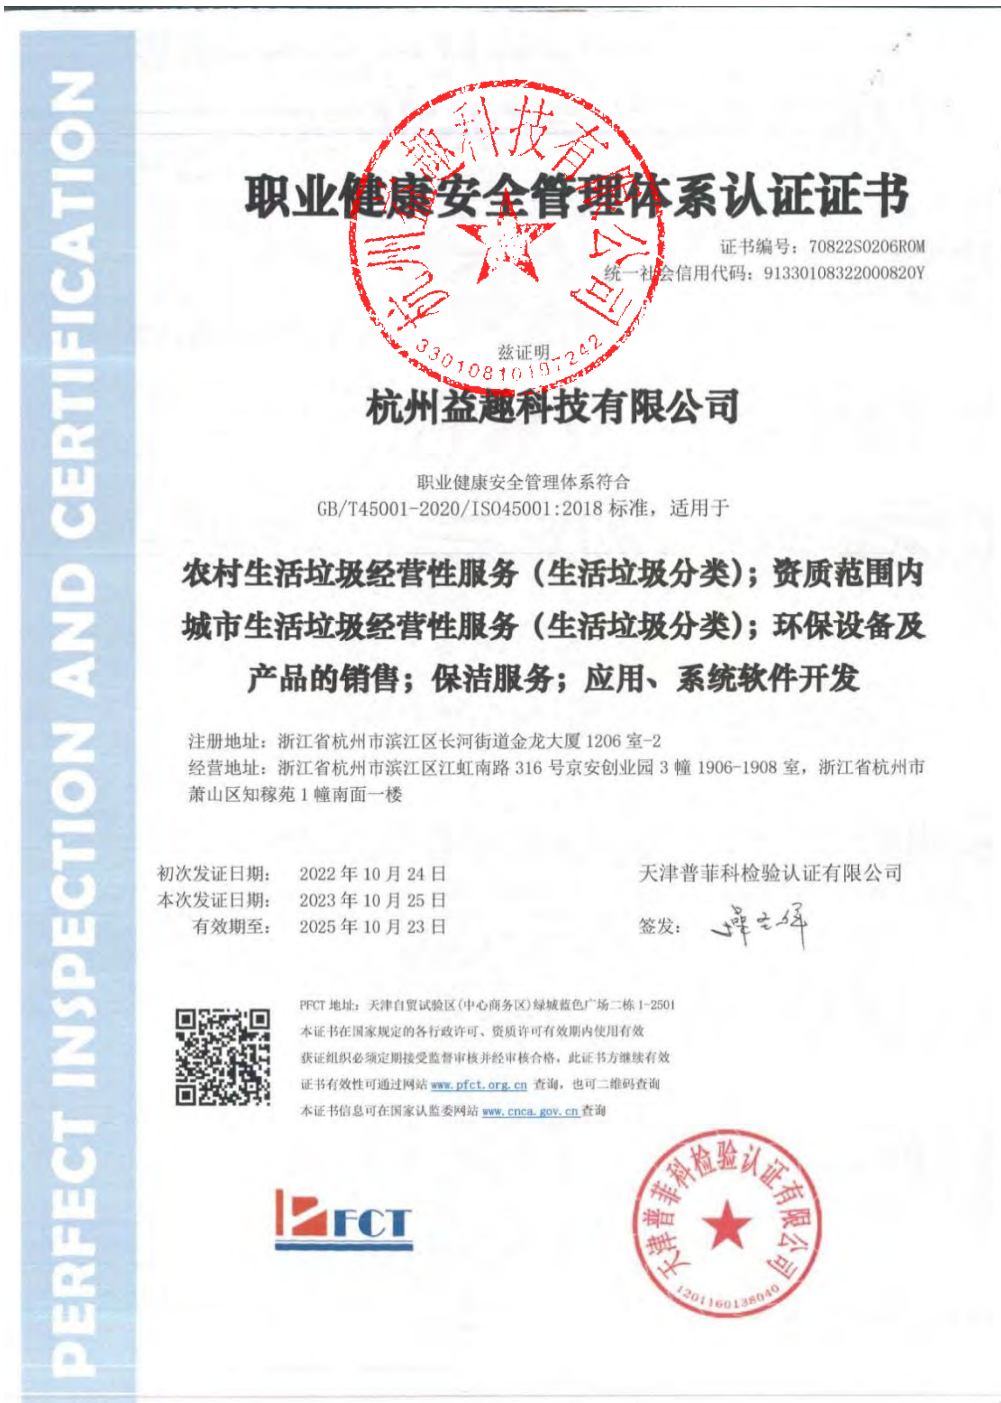 PERFECT INSPECTION AND CERTIFICATION
杭州益趣科技有限公司
职业健康安全管理体系认证证书
证书编号：70822S0206R0M
统一社会信用代码：91330108322000820Y
兹证明
33010810197242
杭州益趣科技有限公司
职业健康安全管理体系符合
GB/T45001-2020/ISO45001:2018 标准，适用于
农村生活垃圾经营性服务（生活垃圾分类）；资质范围内
城市生活垃圾经营性服务（生活垃圾分类）；环保设备及
产品的销售；保洁服务；应用、系统软件开发
注册地址：浙江省杭州市滨江区长河街道金龙大厦 1206 室-2
经营地址：浙江省杭州市滨江区江虹南路 316 号京安创业园 3 幢 1906-1908 室，浙江省杭州市
萧山区知稼苑 1 幢南面一楼
初次发证日期： 2022 年 10 月 24 日
本次发证日期： 2023 年 10 月 25 日
有效期至： 2025 年 10 月 23 日
天津普菲科检验认证有限公司
签发：
PFCT 地址：天津自贸试验区(中心商务区)绿城蓝色广场二栋 1-2501
本证书在国家规定的各行政许可、资质许可有效期内使用有效
获证组织必须定期接受监督审核并经审核合格，此证书方继续有效
证书有效性可通过网站 www.pfct.org.cn 查询，也可二维码查询
本证书信息可在国家认监委网站 www.cnca.gov.cn 查询
PFCT
天津普菲科检验认证有限公司
1201160138040